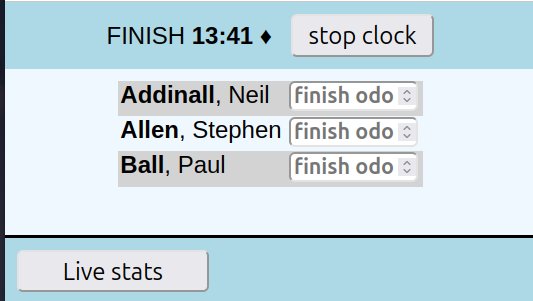 FINISH 13:41 ♦ stop clock
Addinall, Neil finish odo
Allen, Stephen finish odo
Ball, Paul finish odo
Live stats